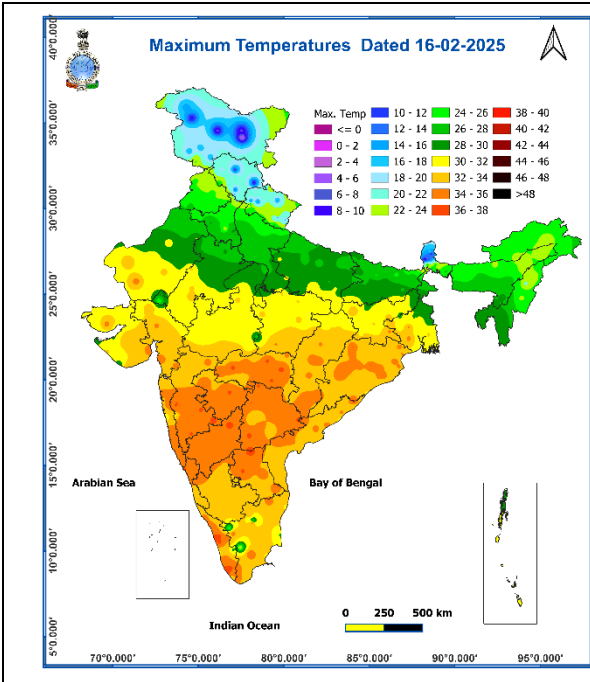 Maximum Temperatures Dated 16-02-2025
Max. Temp
<= 0
0 - 2
2 - 4
4 - 6
6 - 8
8 - 10
10 - 12
12 - 14
14 - 16
16 - 18
18 - 20
20 - 22
22 - 24
24 - 26
26 - 28
28 - 30
30 - 32
32 - 34
34 - 36
36 - 38
38 - 40
40 - 42
42 - 44
44 - 46
46 - 48
>48
40°0.000'
35°0.000'
30°0.000'
25°0.000'
20°0.000'
15°0.000'
10°0.000'
5°0.000'
Arabian Sea
Bay of Bengal
Indian Ocean
0 250 500 km
70°0.000' 75°0.000' 80°0.000' 85°0.000' 90°0.000' 95°0.000'